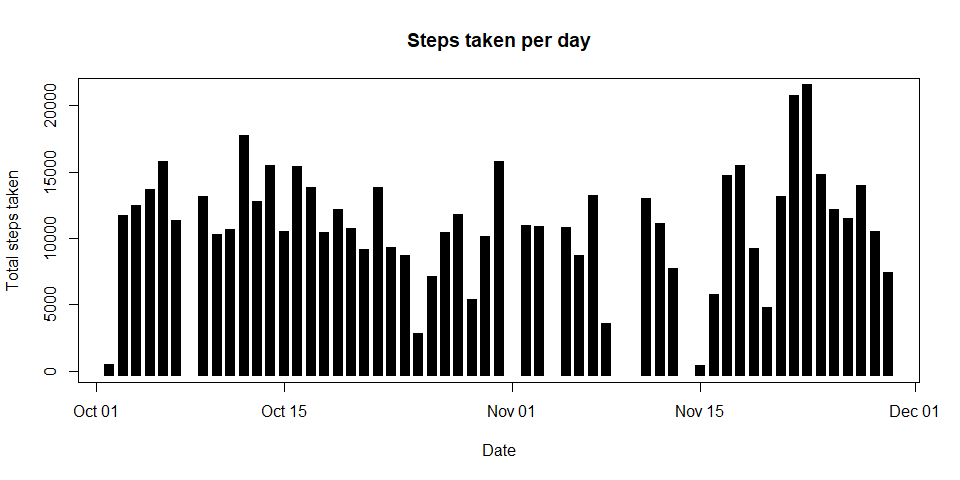 Steps taken per day
Total steps taken
20000
15000
10000
5000
0
Oct 01
Oct 15
Nov 01
Nov 15
Dec 01
Date